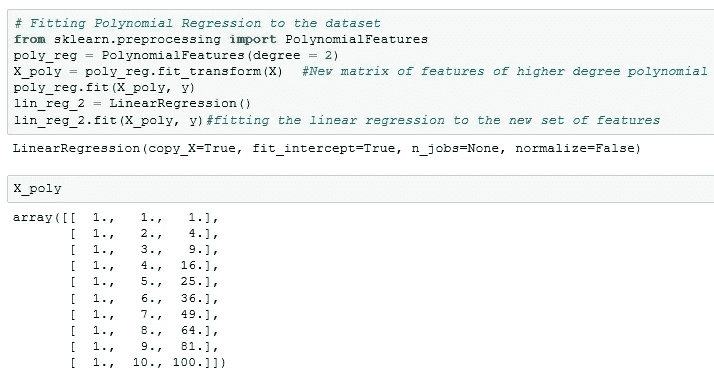 # Fitting Polynomial Regression to the dataset
from sklearn.preprocessing import PolynomialFeatures
poly_reg = PolynomialFeatures(degree = 2)
X_poly = poly_reg.fit_transform(X)  #New matrix of features of higher degree polynomial
poly_reg.fit(X_poly, y)
lin_reg_2 = LinearRegression()
lin_reg_2.fit(X_poly, y)#fitting the linear regression to the new set of features
LinearRegression(copy_X=True, fit_intercept=True, n_jobs=None, normalize=False)
X_poly
array([[  1.,   1.,   1.],
       [  1.,   2.,   4.],
       [  1.,   3.,   9.],
       [  1.,   4.,  16.],
       [  1.,   5.,  25.],
       [  1.,   6.,  36.],
       [  1.,   7.,  49.],
       [  1.,   8.,  64.],
       [  1.,   9.,  81.],
       [  1.,  10., 100.]])